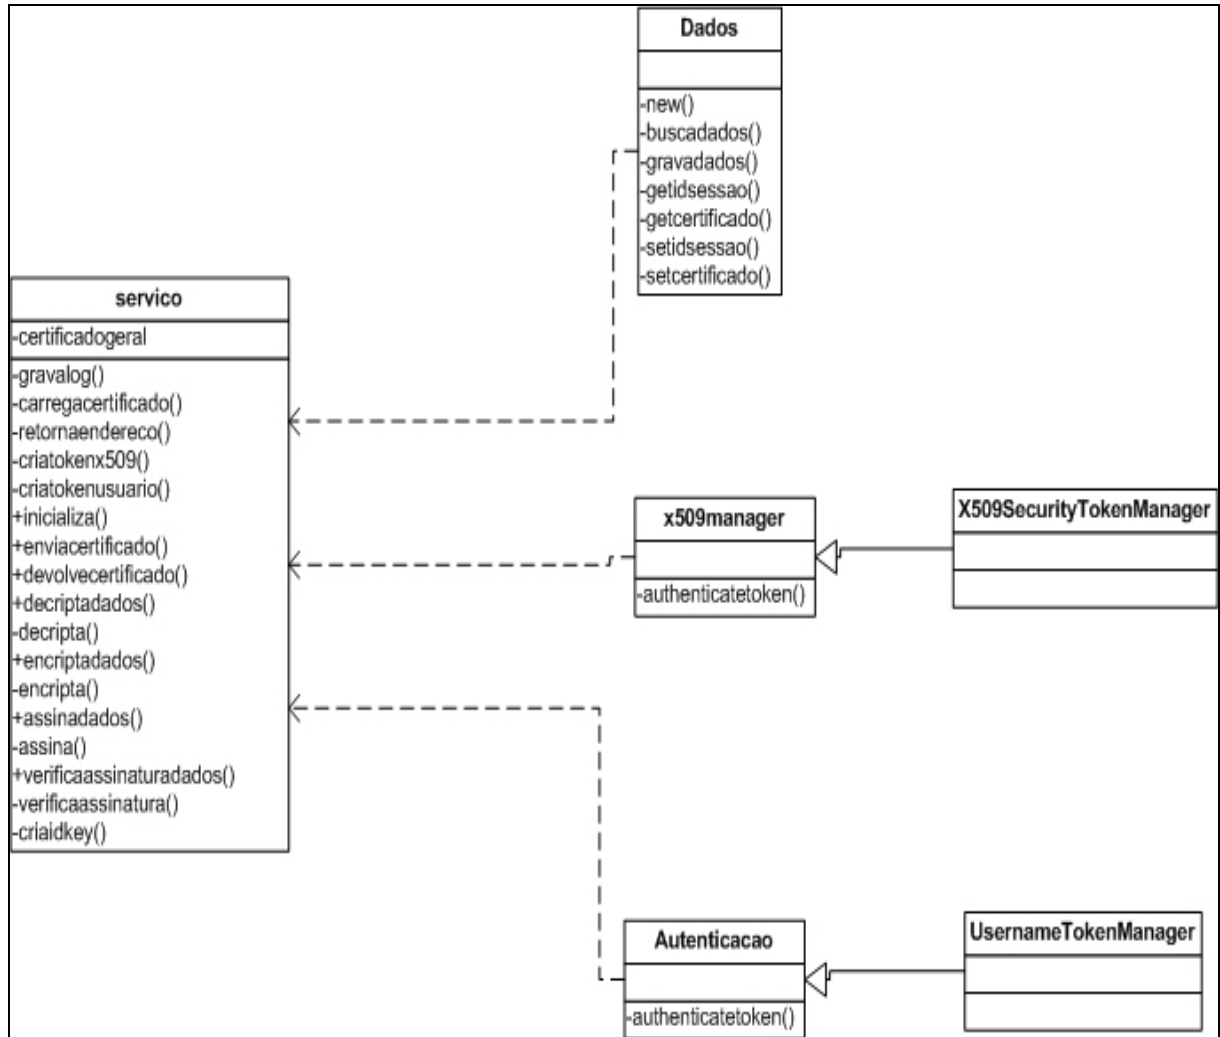 Dados
-new()
-buscadados()
-gravadados()
-getidsessao()
-getcertificado()
-setidsessao()
-setcertificado()
servico
-certificadogeral
-gravalog()
-carregacertificado()
-retornaendereco()
-criatokenx509()
-criatokenusuario()
+inicializa()
+enviacertificado()
+devolvecertificado()
+decriptadados()
-decripta()
+encriptadados()
-encripta()
+assinadados()
-assina()
+verificaassinaturadados()
-verificaassinatura()
-criaidkey()
x509manager
-authenticatetoken()
X509SecurityTokenManager
Autenticacao
-authenticatetoken()
UsernameTokenManager